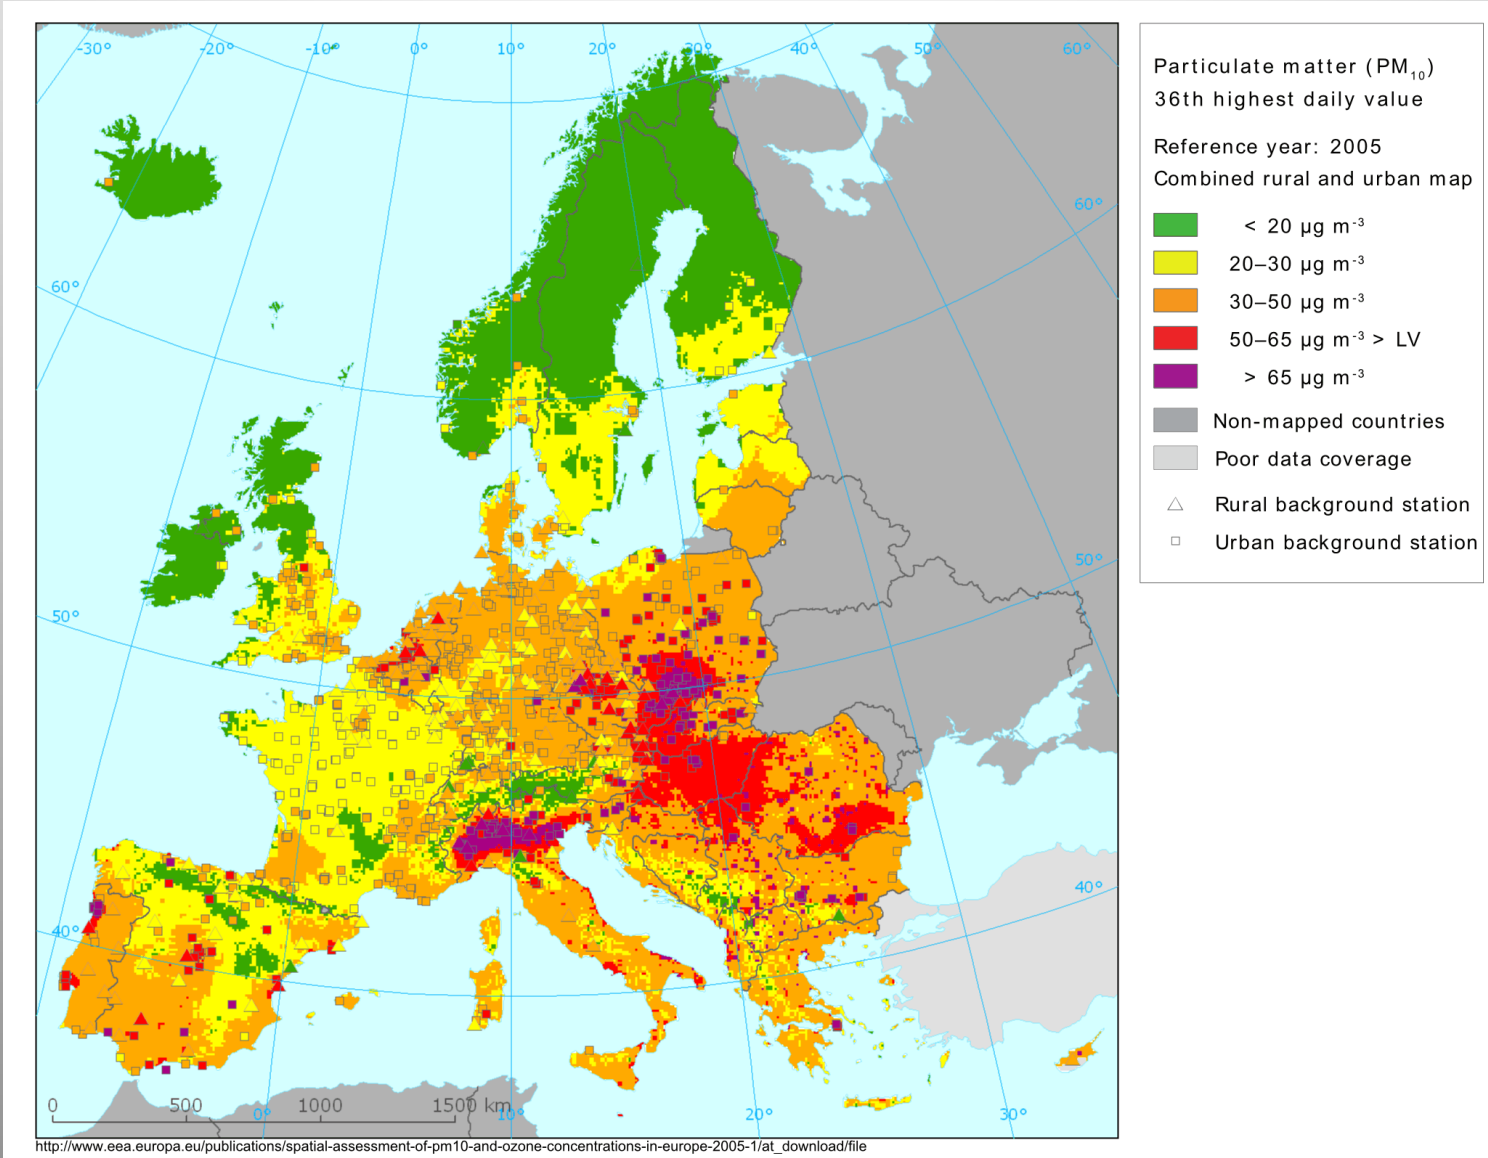 -30° -20° -10° 0° 10° 20° 30° 40° 50° 60°
60°
60°
50°
50°
40°
40°
0 500 1000 1500 km
0° 10° 20° 30°
http://www.eea.europa.eu/publications/spatial-assessment-of-pm10-and-ozone-concentrations-in-europe-2005-1/at_download/file
Particulate matter (PM10)
36th highest daily value
Reference year: 2005
Combined rural and urban map
< 20 µg m-3
20–30 µg m-3
30–50 µg m-3
50–65 µg m-3 > LV
> 65 µg m-3
Non-mapped countries
Poor data coverage
Rural background station
Urban background station